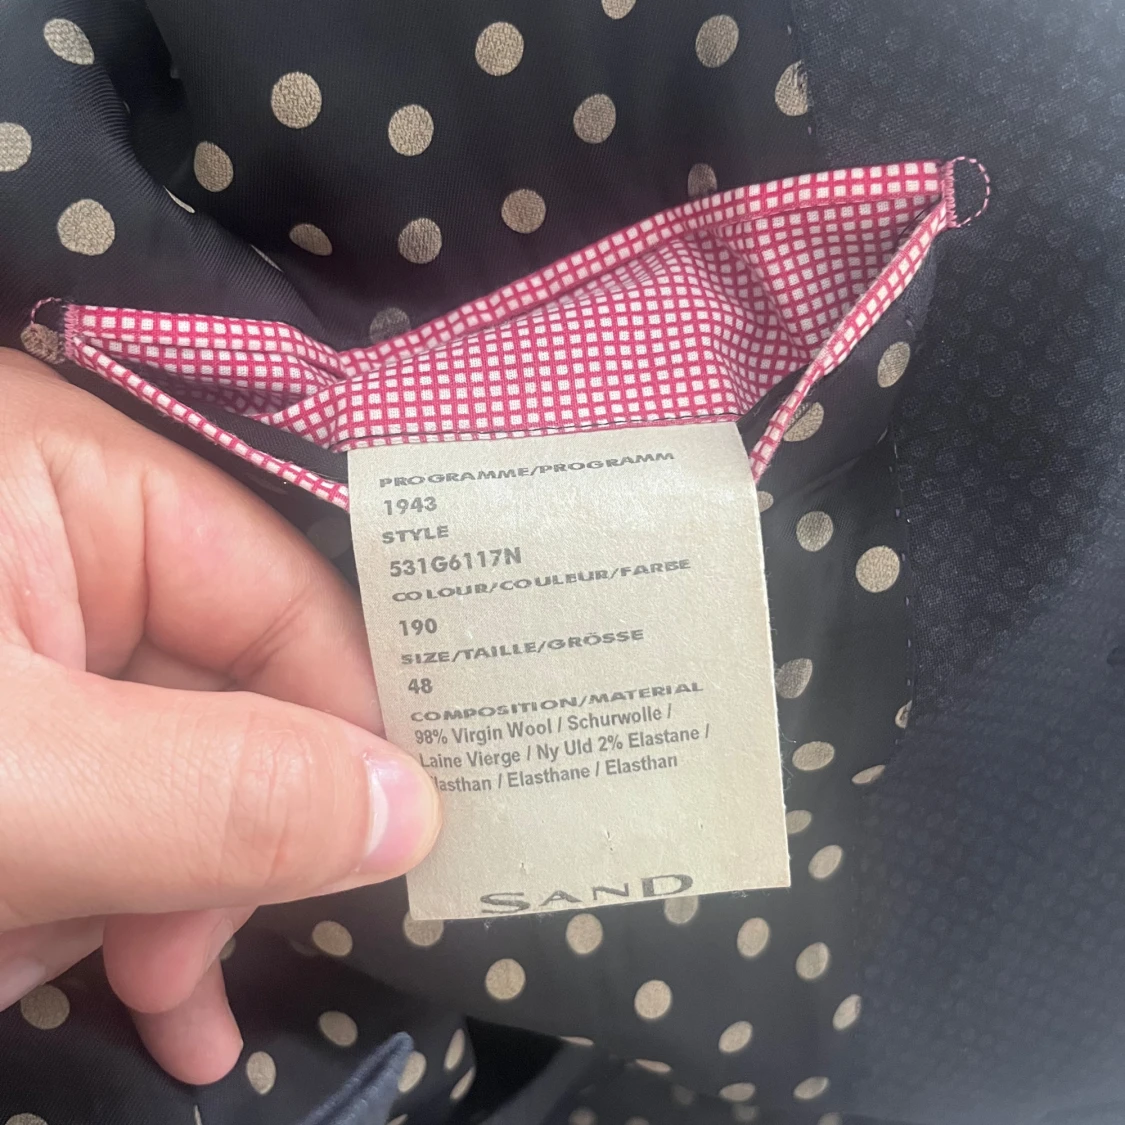 PROGRAMME/PROGRAMM
1943
STYLE
531G6117N
COLOUR/COULEUR/FARBE
190
SIZE/TAILLE/GRÖSSE
48
COMPOSITION/MATERIAL
98% Virgin Wool / Schurwolle /
Laine Vierge / Ny Uld 2% Elastane /
lasthan / Elasthane / Elasthan
SAND